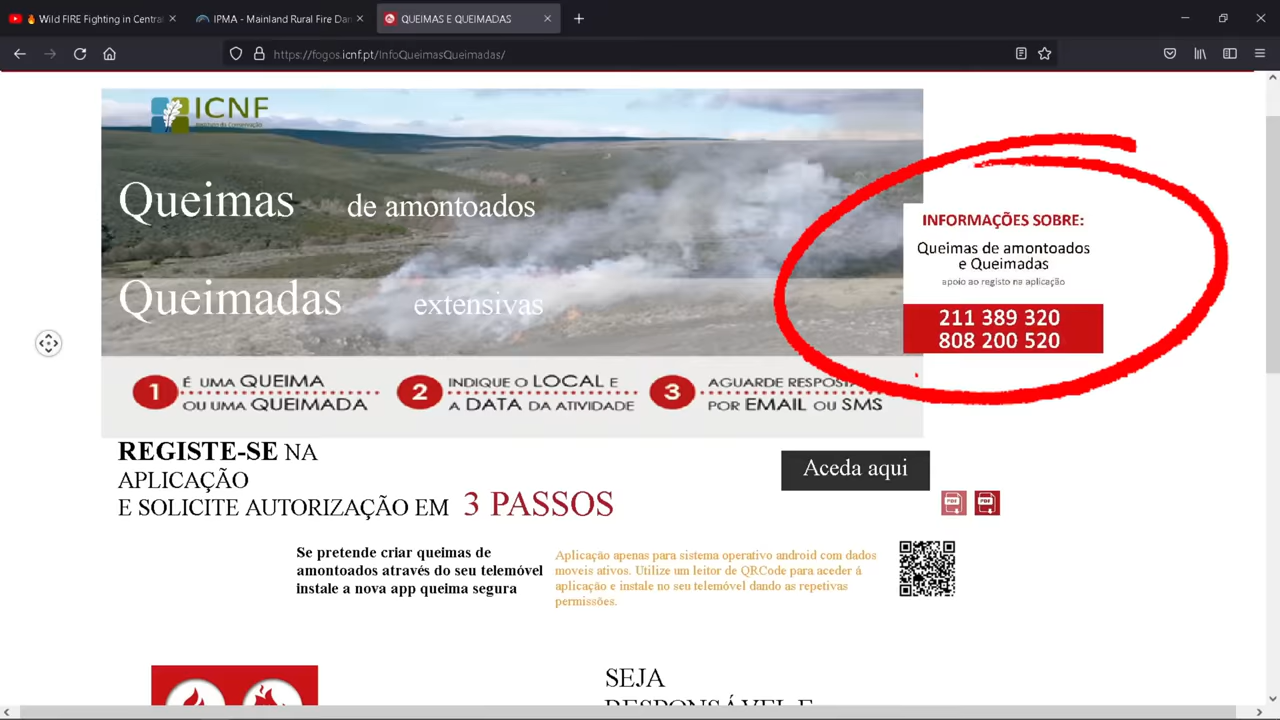 🔥 Wild FIRE Fighting in Central
IPMA - Mainland Rural Fire Dan
QUEIMAS E QUEIMADAS
https://fogos.icnf.pt/InfoQueimasQueimadas/
ICNF
Queimas de amontoados
Queimadas extensivas
INFORMAÇÕES SOBRE:
Queimas de amontoados
e Queimadas
apoio ao registo na aplicação
211 389 320
808 200 520
1 É UMA QUEIMA
OU UMA QUEIMADA
2 INDIQUE O LOCAL E
A DATA DA ATIVIDADE
3 AGUARDE RESPOSTA
POR EMAIL OU SMS
REGISTE-SE NA
APLICAÇÃO
E SOLICITE AUTORIZAÇÃO EM 3 PASSOS
Aceda aqui
PDF PDF
Se pretende criar queimas de
amontoados através do seu telemóvel
instale a nova app queima segura
Aplicação apenas para sistema operativo android com dados
moveis ativos. Utilize um leitor de QRCode para aceder á
aplicação e instale no seu telemóvel dando as repetivas
permissões.
SEJA
RESPONSÁVEL E